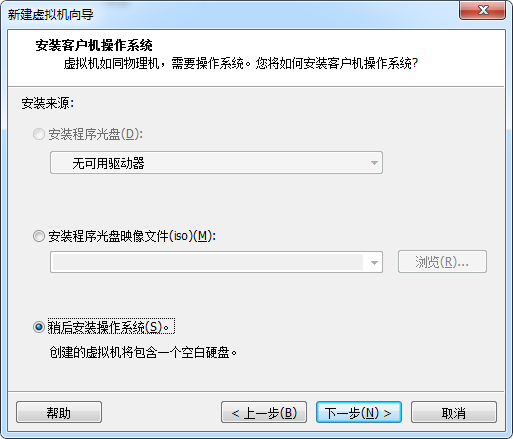 新建虚拟机向导
安装客户机操作系统
虚拟机如同物理机，需要操作系统。您将如何安装客户机操作系统?
安装来源:
安装程序光盘(D):
无可用驱动器
安装程序光盘映像文件(iso)(M):
浏览(R)...
稍后安装操作系统(S)。
创建的虚拟机将包含一个空白硬盘。
帮助
< 上一步(B)
下一步(N) >
取消